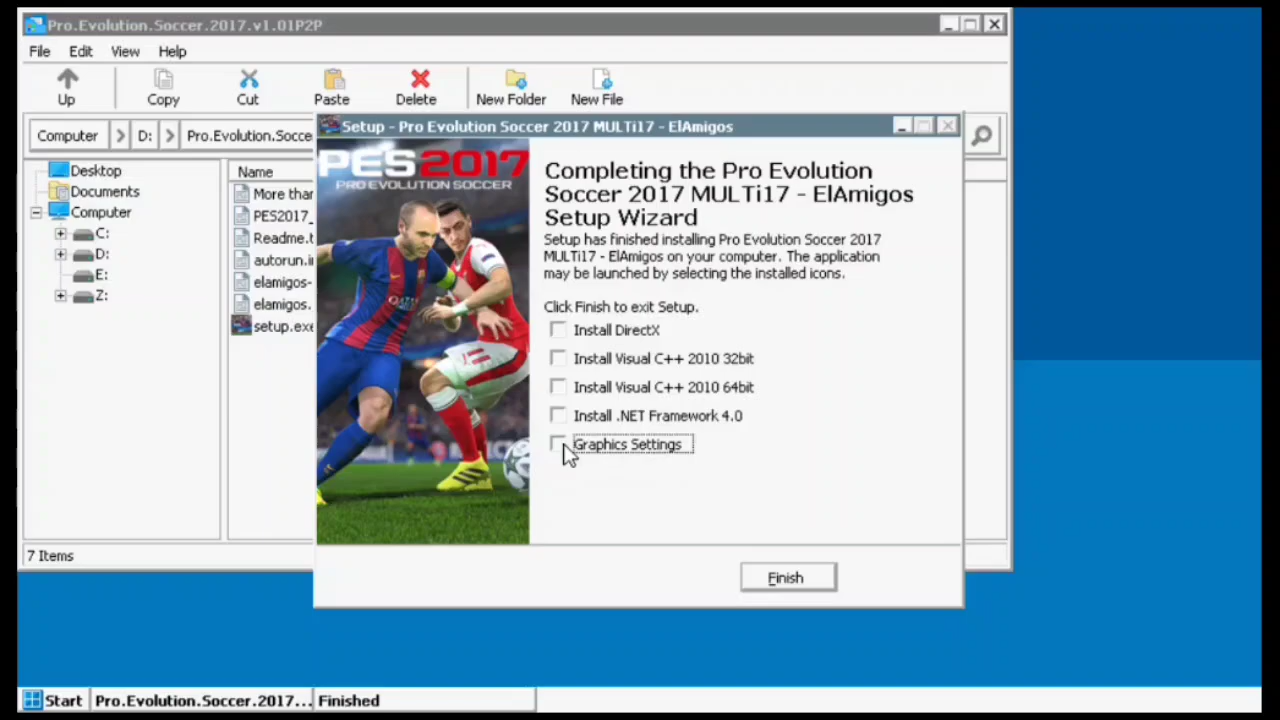 Pro.Evolution.Soccer.2017.v1.01P2P
File Edit View Help
Up Copy Cut Paste Delete New Folder New File
Computer D: Pro.Evolution.Socce
Setup - Pro Evolution Soccer 2017 MULTi17 - ElAmigos
Desktop
Documents
Computer
C:
D:
E:
Z:
Name
More thar
PES2017_
Readme.t
autorun.in
elamigos-
elamigos.
setup.exe
PES2017
PRO EVOLUTION SOCCER
QATAR
11
Completing the Pro Evolution
Soccer 2017 MULTi17 - ElAmigos
Setup Wizard
Setup has finished installing Pro Evolution Soccer 2017
MULTi17 - ElAmigos on your computer. The application
may be launched by selecting the installed icons.
Click Finish to exit Setup.
Install DirectX
Install Visual C++ 2010 32bit
Install Visual C++ 2010 64bit
Install .NET Framework 4.0
Graphics Settings
Finish
7 Items
Start Pro.Evolution.Soccer.2017... Finished